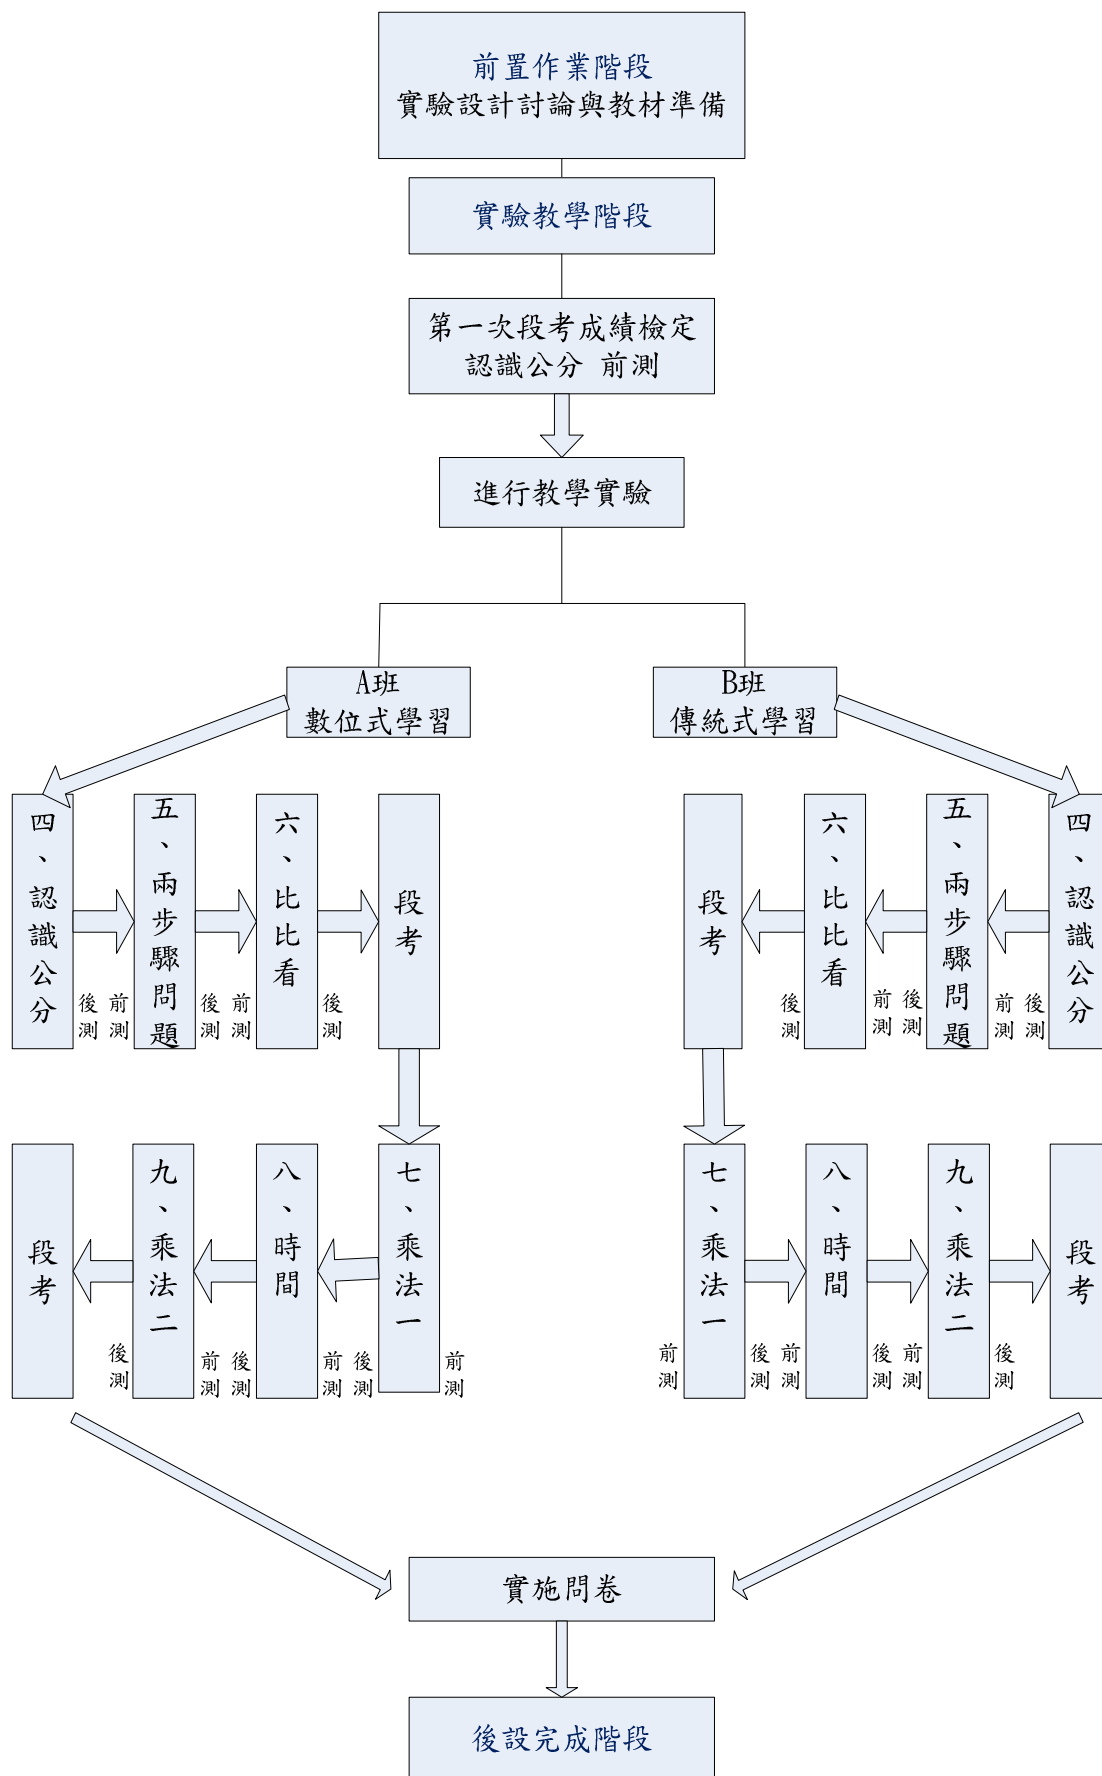 前置作業階段
實驗設計討論與教材準備
實驗教學階段
第一次段考成績檢定
認識公分 前測
進行教學實驗
A班
數位式學習
B班
傳統式學習
四、認識公分
後測
前測
五、兩步驟問題
後測
前測
六、比比看
後測
段考
段考
後測
六、比比看
前測
後測
五、兩步驟問題
前測
後測
四、認識公分
段考
後測
九、乘法二
前測
後測
八、時間
前測
後測
七、乘法一
前測
前測
七、乘法一
後測
前測
八、時間
後測
前測
九、乘法二
後測
段考
實施問卷
後設完成階段